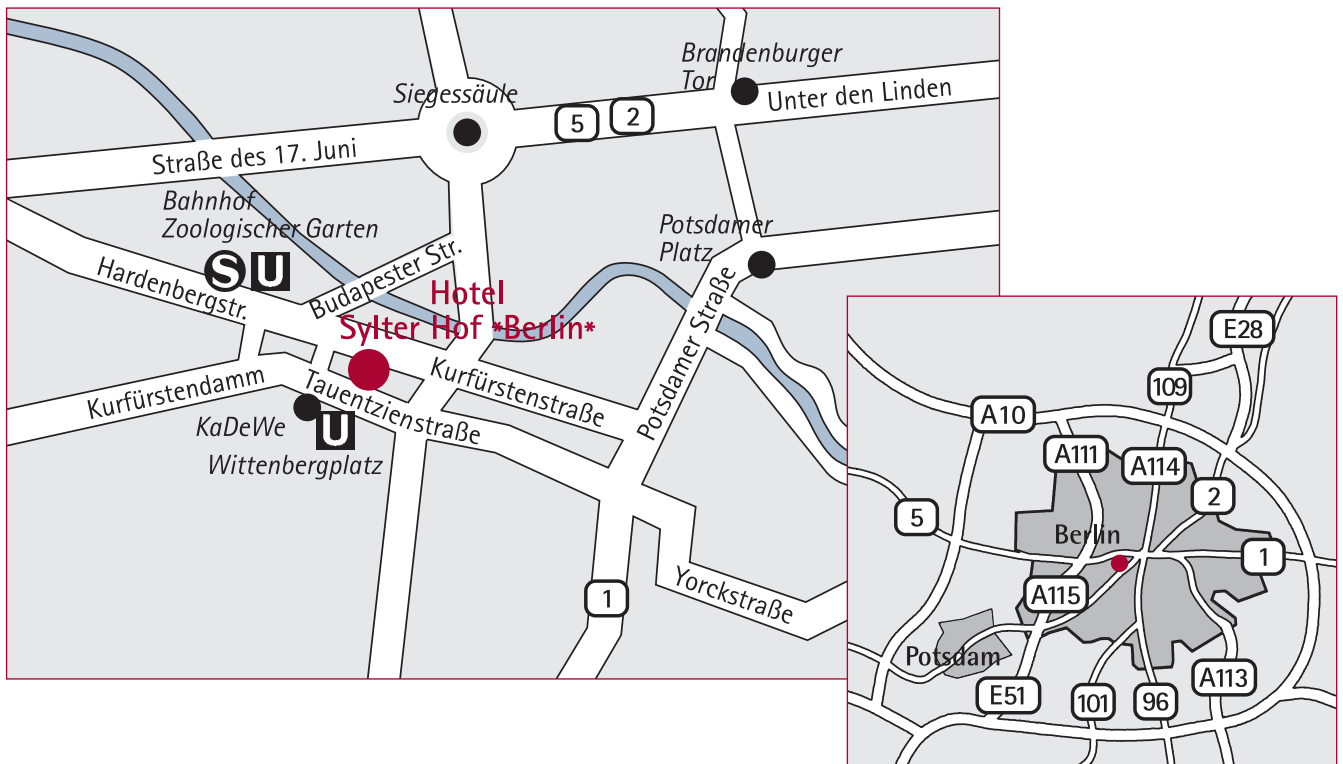 Brandenburger
Tor
Siegessäule
Unter den Linden
5
2
Straße des 17. Juni
Bahnhof
Zoologischer Garten
S U
Potsdamer
Platz
Hardenbergstr.
Budapester Str.
Hotel
Sylter Hof *Berlin*
Potsdamer Straße
Kurfürstendamm
Tauentzienstraße
Kurfürstenstraße
KaDeWe
U
Wittenbergplatz
1
Yorckstraße
E28
109
A10
A111
A114
2
5
Berlin
1
A115
Potsdam
E51
101
96
A113